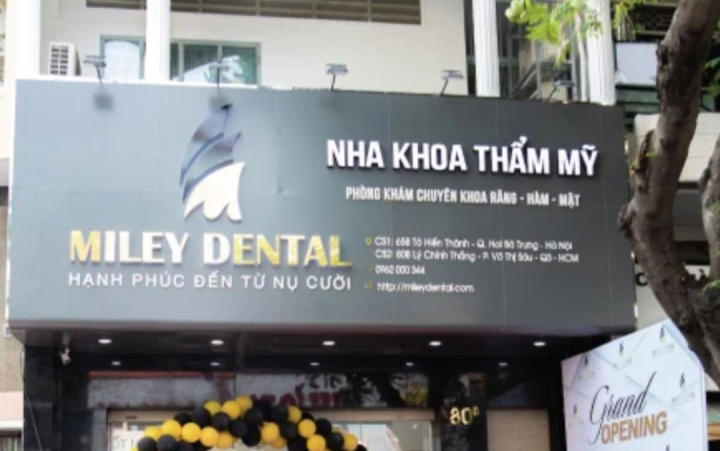 NHA KHOA THẨM MỸ
PHÒNG KHÁM CHUYÊN KHOA RĂNG - HÀM - MẶT
MILEY DENTAL
HẠNH PHÚC ĐẾN TỪ NỤ CƯỜI
CS1: 65B Tô Hiến Thành - Q. Hai Bà Trưng - Hà Nội
CS2: 80B Lý Chính Thắng - P. Võ Thị Sáu - Q3 - HCM
0962 000 344
http://mileydental.com
Grand
OPENING